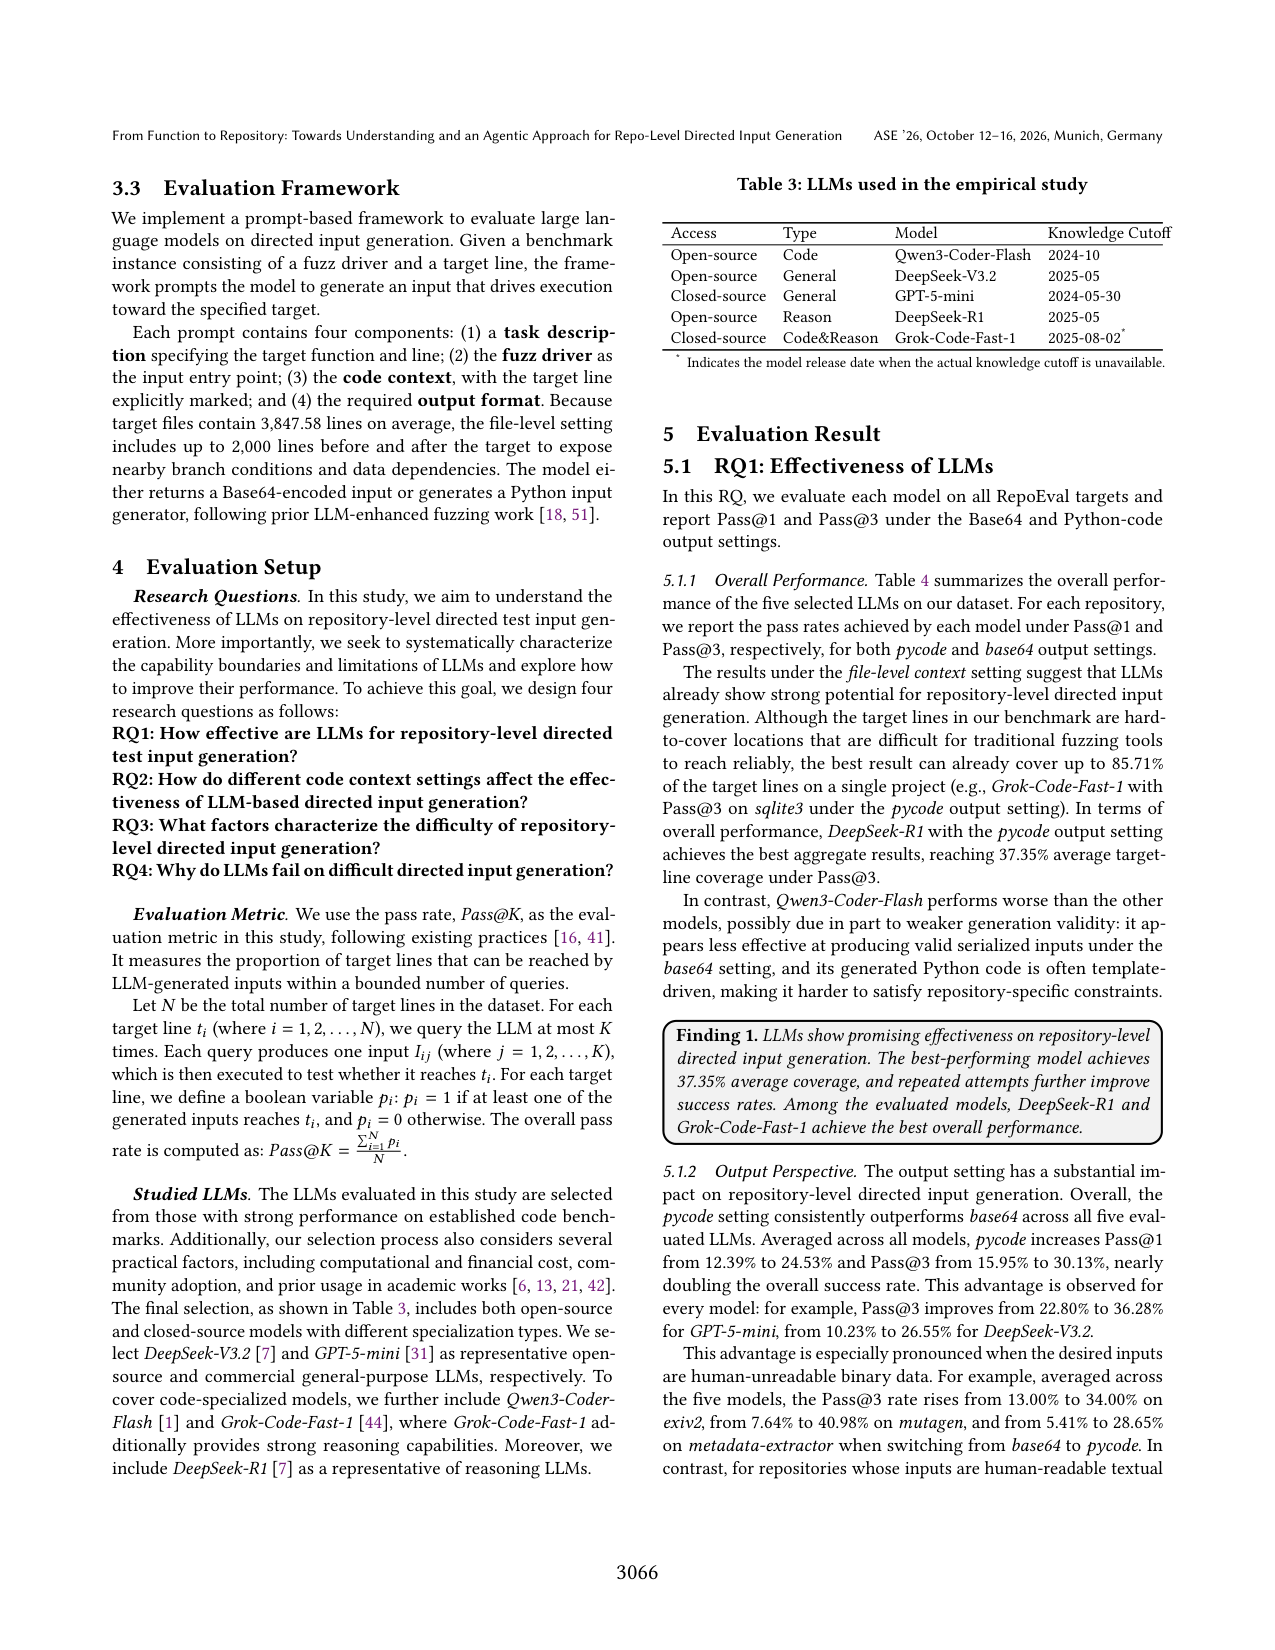 From Function to Repository: Towards Understanding and an Agentic Approach for Repo-Level Directed Input Generation ASE ’26, October 12–16, 2026, Munich, Germany
3.3 Evaluation Framework
We implement a prompt-based framework to evaluate large lan-
guage models on directed input generation. Given a benchmark
instance consisting of a fuzz driver and a target line, the frame-
work prompts the model to generate an input that drives execution
toward the specified target.
Each prompt contains four components: (1) a task descrip-
tion specifying the target function and line; (2) the fuzz driver as
the input entry point; (3) the code context, with the target line
explicitly marked; and (4) the required output format. Because
target files contain 3,847.58 lines on average, the file-level setting
includes up to 2,000 lines before and after the target to expose
nearby branch conditions and data dependencies. The model ei-
ther returns a Base64-encoded input or generates a Python input
generator, following prior LLM-enhanced fuzzing work [18, 51].
4 Evaluation Setup
Research Questions. In this study, we aim to understand the
effectiveness of LLMs on repository-level directed test input gen-
eration. More importantly, we seek to systematically characterize
the capability boundaries and limitations of LLMs and explore how
to improve their performance. To achieve this goal, we design four
research questions as follows:
RQ1: How effective are LLMs for repository-level directed
test input generation?
RQ2: How do different code context settings affect the effec-
tiveness of LLM-based directed input generation?
RQ3: What factors characterize the difficulty of repository-
level directed input generation?
RQ4: Why do LLMs fail on difficult directed input generation?
Evaluation Metric. We use the pass rate, Pass@K, as the eval-
uation metric in this study, following existing practices [16, 41].
It measures the proportion of target lines that can be reached by
LLM-generated inputs within a bounded number of queries.
Let N be the total number of target lines in the dataset. For each
target line tᵢ (where i = 1, 2, . . . , N), we query the LLM at most K
times. Each query produces one input Iᵢⱼ (where j = 1, 2, . . . , K),
which is then executed to test whether it reaches tᵢ. For each target
line, we define a boolean variable pᵢ: pᵢ = 1 if at least one of the
generated inputs reaches tᵢ, and pᵢ = 0 otherwise. The overall pass
rate is computed as: Pass@K = ∑ᴺᵢ₌₁ pᵢ / N.
Studied LLMs. The LLMs evaluated in this study are selected
from those with strong performance on established code bench-
marks. Additionally, our selection process also considers several
practical factors, including computational and financial cost, com-
munity adoption, and prior usage in academic works [6, 13, 21, 42].
The final selection, as shown in Table 3, includes both open-source
and closed-source models with different specialization types. We se-
lect DeepSeek-V3.2 [7] and GPT-5-mini [31] as representative open-
source and commercial general-purpose LLMs, respectively. To
cover code-specialized models, we further include Qwen3-Coder-
Flash [1] and Grok-Code-Fast-1 [44], where Grok-Code-Fast-1 ad-
ditionally provides strong reasoning capabilities. Moreover, we
include DeepSeek-R1 [7] as a representative of reasoning LLMs.
Table 3: LLMs used in the empirical study
Access Type Model Knowledge Cutoff
Open-source Code Qwen3-Coder-Flash 2024-10
Open-source General DeepSeek-V3.2 2025-05
Closed-source General GPT-5-mini 2024-05-30
Open-source Reason DeepSeek-R1 2025-05
Closed-source Code&Reason Grok-Code-Fast-1 2025-08-02*
* Indicates the model release date when the actual knowledge cutoff is unavailable.
5 Evaluation Result
5.1 RQ1: Effectiveness of LLMs
In this RQ, we evaluate each model on all RepoEval targets and
report Pass@1 and Pass@3 under the Base64 and Python-code
output settings.
5.1.1 Overall Performance. Table 4 summarizes the overall perfor-
mance of the five selected LLMs on our dataset. For each repository,
we report the pass rates achieved by each model under Pass@1 and
Pass@3, respectively, for both pycode and base64 output settings.
The results under the file-level context setting suggest that LLMs
already show strong potential for repository-level directed input
generation. Although the target lines in our benchmark are hard-
to-cover locations that are difficult for traditional fuzzing tools
to reach reliably, the best result can already cover up to 85.71%
of the target lines on a single project (e.g., Grok-Code-Fast-1 with
Pass@3 on sqlite3 under the pycode output setting). In terms of
overall performance, DeepSeek-R1 with the pycode output setting
achieves the best aggregate results, reaching 37.35% average target-
line coverage under Pass@3.
In contrast, Qwen3-Coder-Flash performs worse than the other
models, possibly due in part to weaker generation validity: it ap-
pears less effective at producing valid serialized inputs under the
base64 setting, and its generated Python code is often template-
driven, making it harder to satisfy repository-specific constraints.
Finding 1. LLMs show promising effectiveness on repository-level
directed input generation. The best-performing model achieves
37.35% average coverage, and repeated attempts further improve
success rates. Among the evaluated models, DeepSeek-R1 and
Grok-Code-Fast-1 achieve the best overall performance.
5.1.2 Output Perspective. The output setting has a substantial im-
pact on repository-level directed input generation. Overall, the
pycode setting consistently outperforms base64 across all five eval-
uated LLMs. Averaged across all models, pycode increases Pass@1
from 12.39% to 24.53% and Pass@3 from 15.95% to 30.13%, nearly
doubling the overall success rate. This advantage is observed for
every model: for example, Pass@3 improves from 22.80% to 36.28%
for GPT-5-mini, from 10.23% to 26.55% for DeepSeek-V3.2.
This advantage is especially pronounced when the desired inputs
are human-unreadable binary data. For example, averaged across
the five models, the Pass@3 rate rises from 13.00% to 34.00% on
exiv2, from 7.64% to 40.98% on mutagen, and from 5.41% to 28.65%
on metadata-extractor when switching from base64 to pycode. In
contrast, for repositories whose inputs are human-readable textual
3066